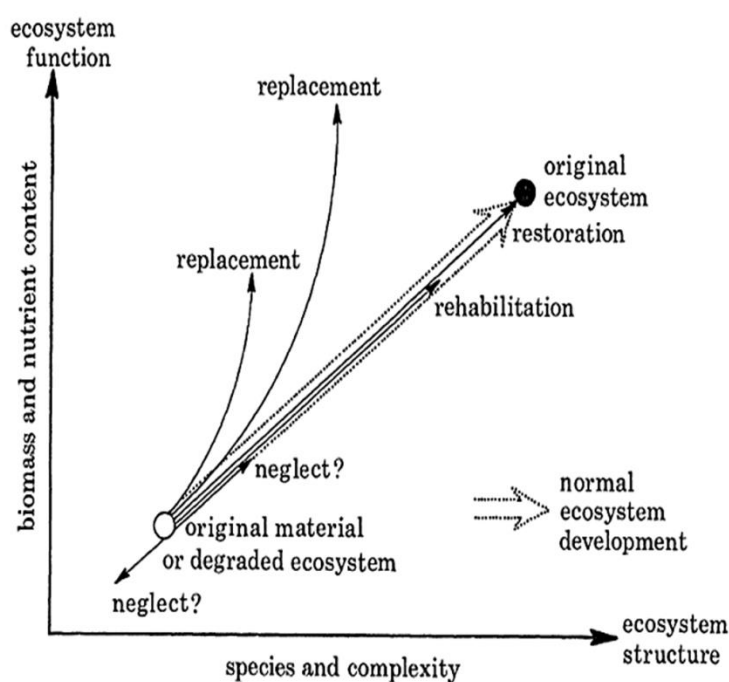 ecosystem
function
replacement
original
ecosystem
restoration
replacement
rehabilitation
neglect?
normal
ecosystem
development
original material
or degraded ecosystem
neglect?
biomass and nutrient content
ecosystem
structure
species and complexity